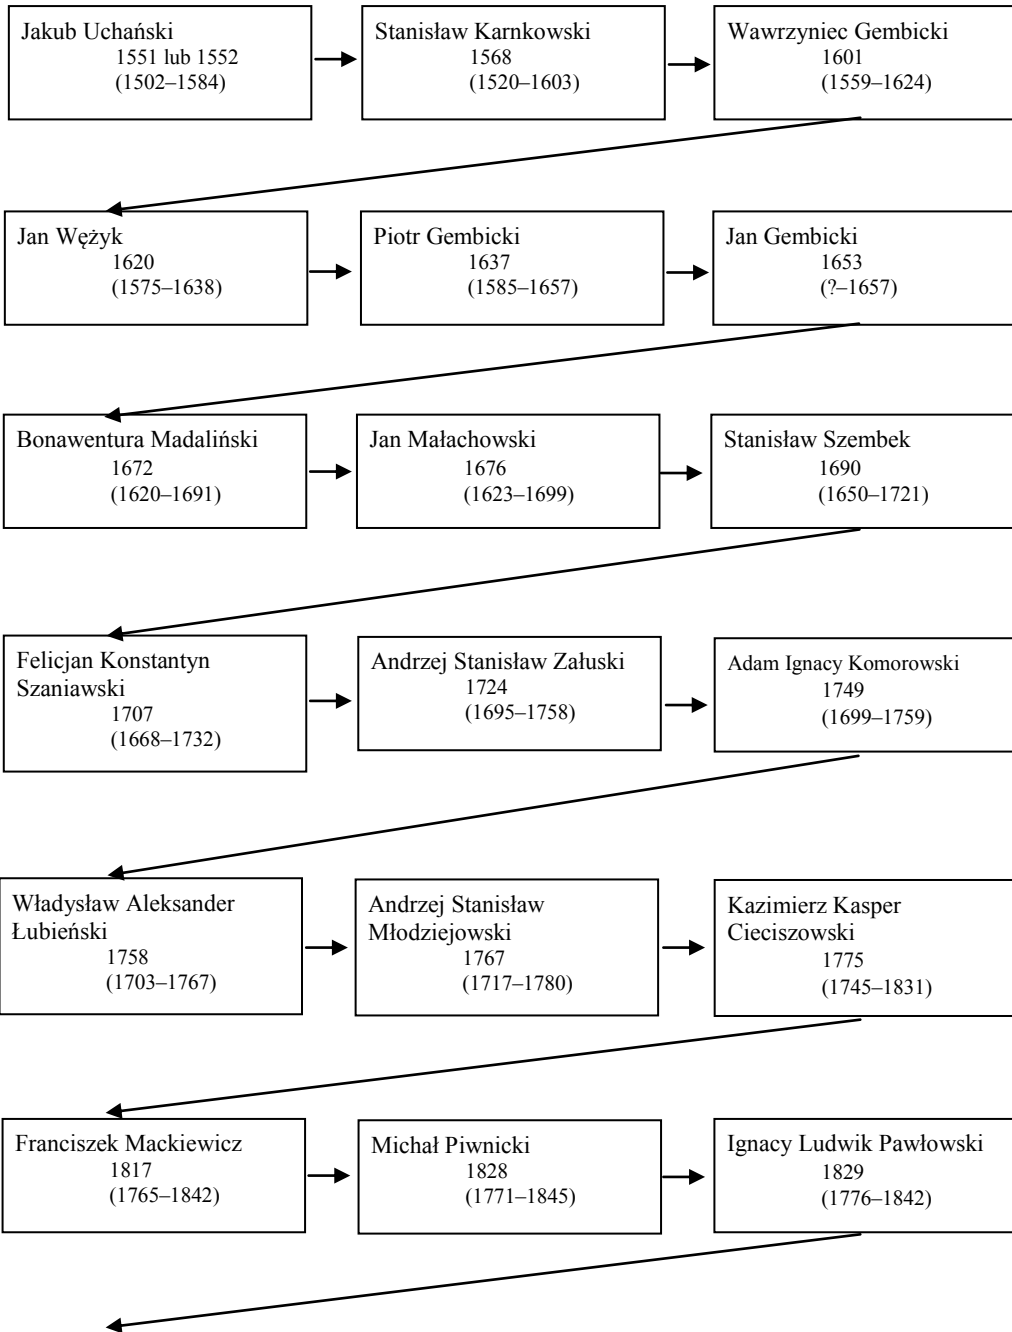 Jakub Uchański
1551 lub 1552
(1502–1584)
Stanisław Karnkowski
1568
(1520–1603)
Wawrzyniec Gembicki
1601
(1559–1624)
Jan Wężyk
1620
(1575–1638)
Piotr Gembicki
1637
(1585–1657)
Jan Gembicki
1653
(?–1657)
Bonawentura Madaliński
1672
(1620–1691)
Jan Małachowski
1676
(1623–1699)
Stanisław Szembek
1690
(1650–1721)
Felicjan Konstantyn
Szaniawski
1707
(1668–1732)
Andrzej Stanisław Załuski
1724
(1695–1758)
Adam Ignacy Komorowski
1749
(1699–1759)
Władysław Aleksander
Łubieński
1758
(1703–1767)
Andrzej Stanisław
Młodziejowski
1767
(1717–1780)
Kazimierz Kasper
Cieciszowski
1775
(1745–1831)
Franciszek Mackiewicz
1817
(1765–1842)
Michał Piwnicki
1828
(1771–1845)
Ignacy Ludwik Pawłowski
1829
(1776–1842)